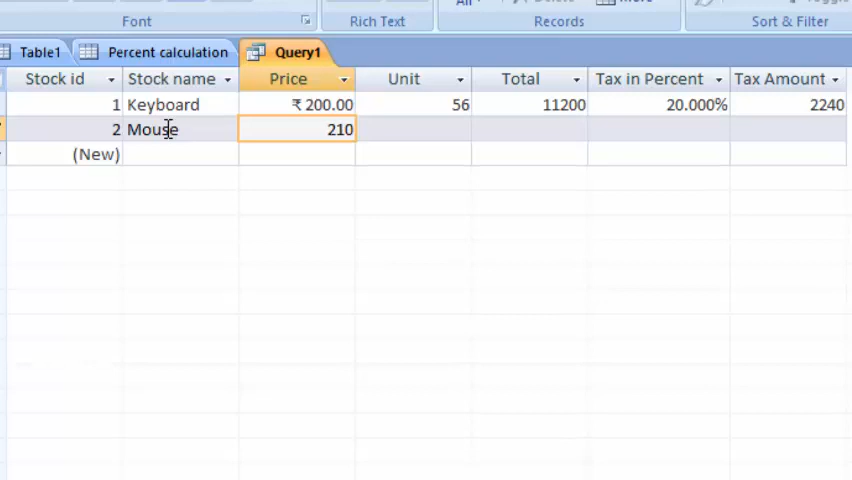 Font Rich Text Records Sort & Filter
Table1 Percent calculation Query1
Stock id Stock name Price Unit Total Tax in Percent Tax Amount
1 Keyboard ₹ 200.00 56 11200 20.000% 2240
2 Mouse 210
(New)